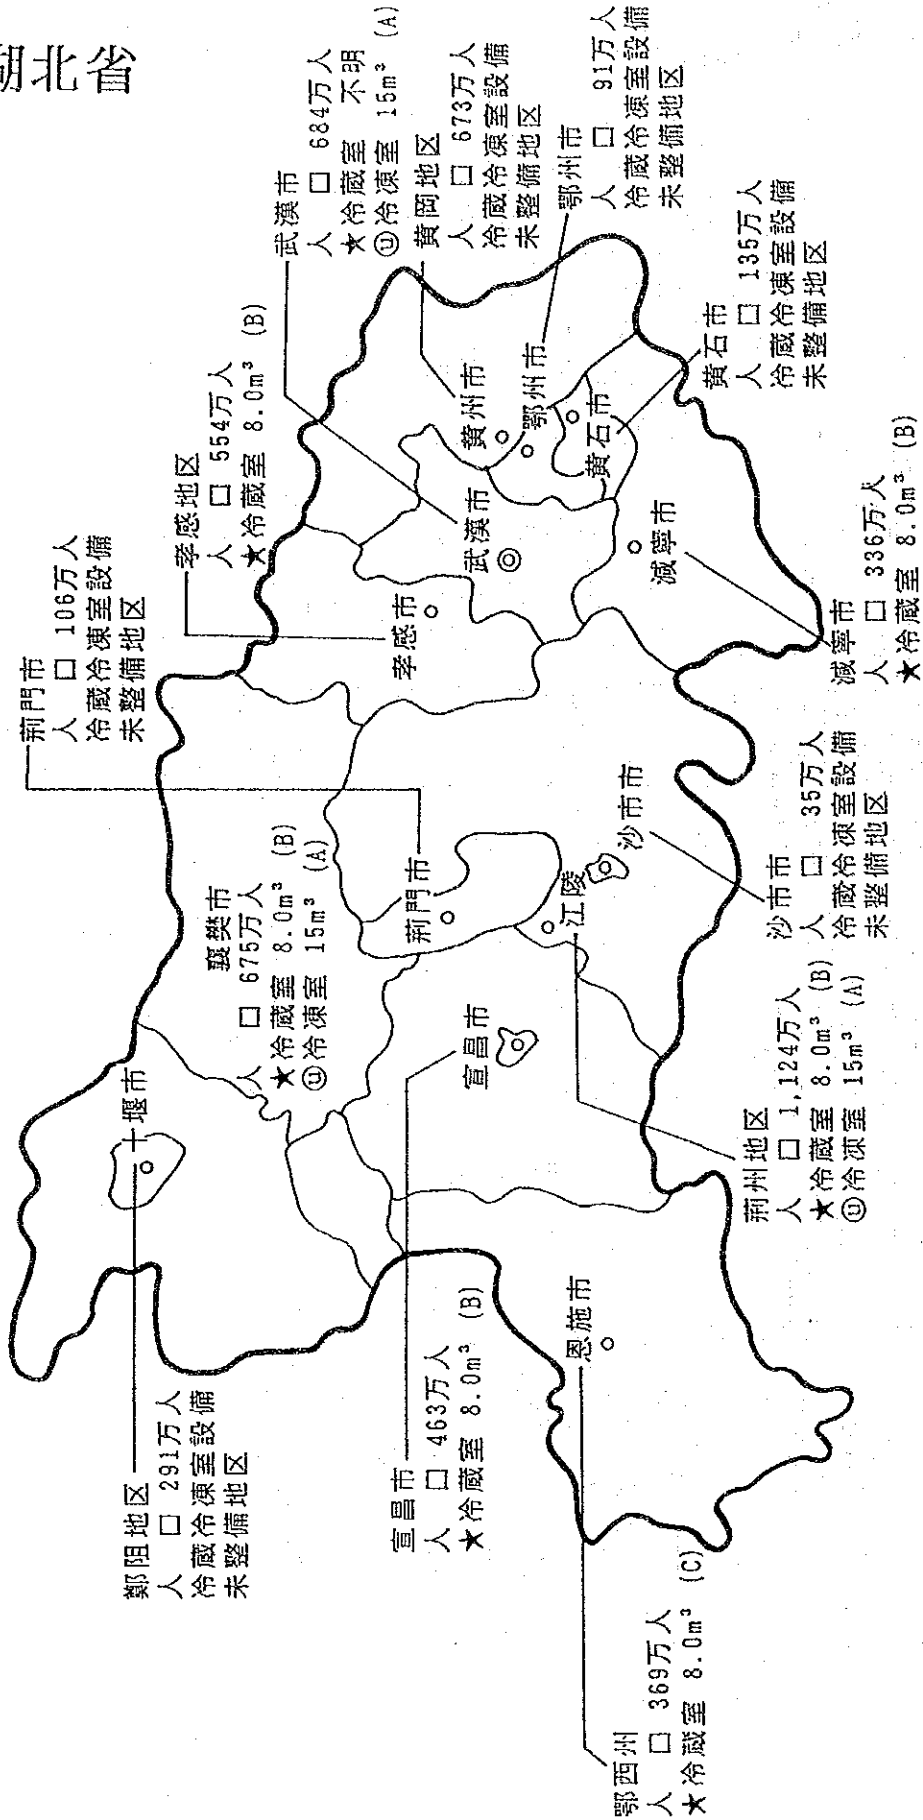 湖北省
鄭阻地区
人 口 291万人
冷蔵冷凍室設備
未整備地区
十堰市
襄樊市
人 口 675万人
★冷蔵室 8.0m³ (B)
⓾冷凍室 15m³ (A)
荊門市
人 口 106万人
冷蔵冷凍室設備
未整備地区
孝感地区
人 口 554万人
★冷蔵室 8.0m³ (B)
武漢市
人 口 684万人
★冷蔵室 不明
⓾冷凍室 15m³ (A)
黄岡地区
人 口 673万人
冷蔵冷凍室設備
未整備地区
鄂州市
人 口 91万人
冷蔵冷凍室設備
未整備地区
黄石市
人 口 135万人
冷蔵冷凍室設備
未整備地区
孝感市
武漢市
黄州市
鄂州市
黄石市
減寧市
荊門市
江陵
沙市市
宣昌市
恩施市
宣昌市
人 口 463万人
★冷蔵室 8.0m³ (B)
鄂西州
人 口 369万人
★冷蔵室 8.0m³ (C)
荊州地区
人 口 1,124万人
★冷蔵室 8.0m³ (B)
⓾冷凍室 15m³ (A)
沙市市
人 口 35万人
冷蔵冷凍室設備
未整備地区
減寧市
人 口 336万人
★冷蔵室 8.0m³ (B)